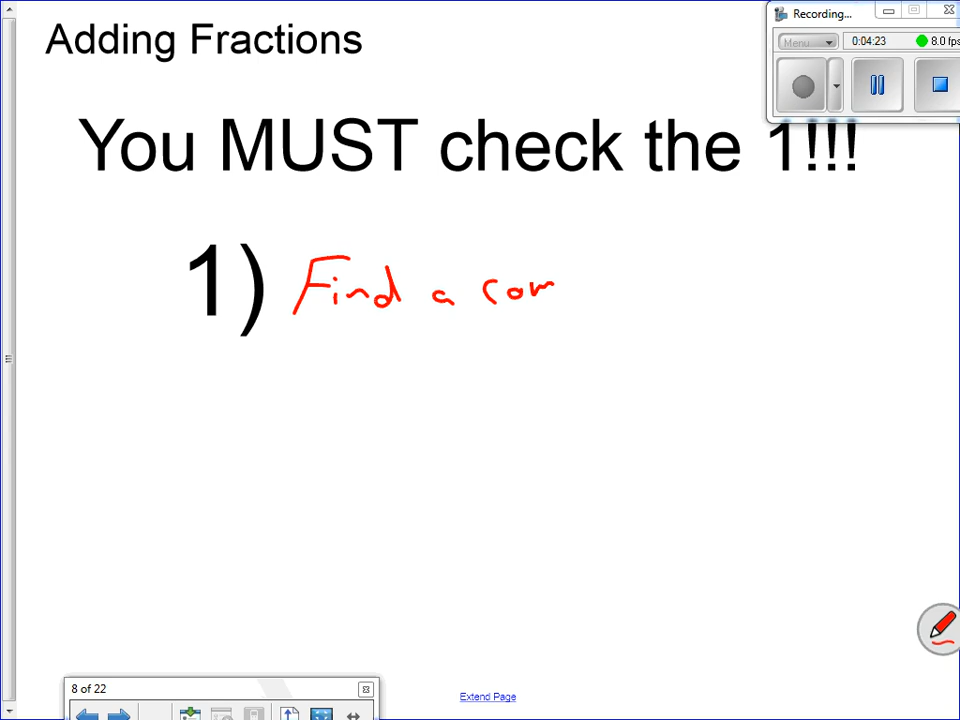 Adding Fractions
Recording...
Menu
0:04:23
8.0 fps
You MUST check the 1!!!
1) Find a com
8 of 22
Extend Page